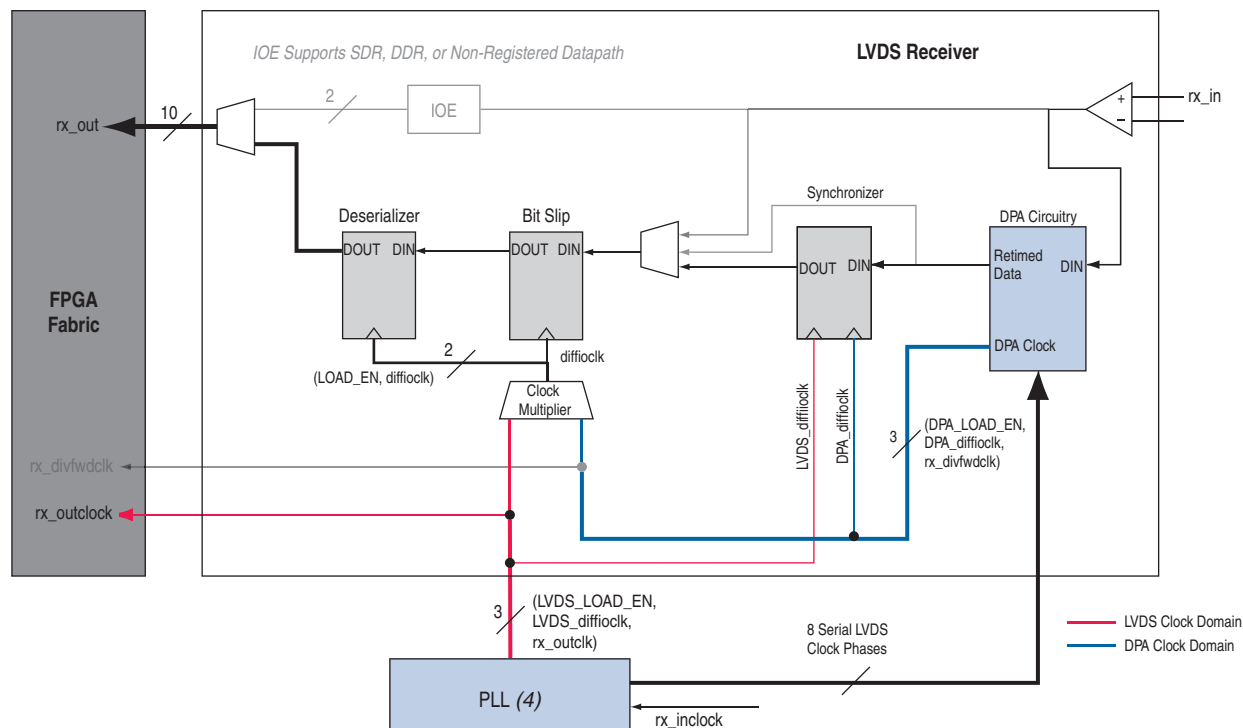 IOE Supports SDR, DDR, or Non-Registered Datapath
LVDS Receiver
2
IOE
+
–
rx_in
10
rx_out
Synchronizer
Deserializer
Bit Slip
DPA Circuitry
DOUT DIN
DOUT DIN
DOUT DIN
Retimed
Data
DIN
FPGA
Fabric
DPA Clock
2
diffioclk
(LOAD_EN, diffioclk)
Clock
Multiplier
LVDS_diffiioclk
DPA_diffioclk
3
(DPA_LOAD_EN,
DPA_diffioclk,
rx_divfwdclk)
rx_divfwdclk
rx_outclock
3
(LVDS_LOAD_EN,
LVDS_diffioclk,
rx_outclk)
8 Serial LVDS
Clock Phases
LVDS Clock Domain
DPA Clock Domain
PLL (4)
rx_inclock